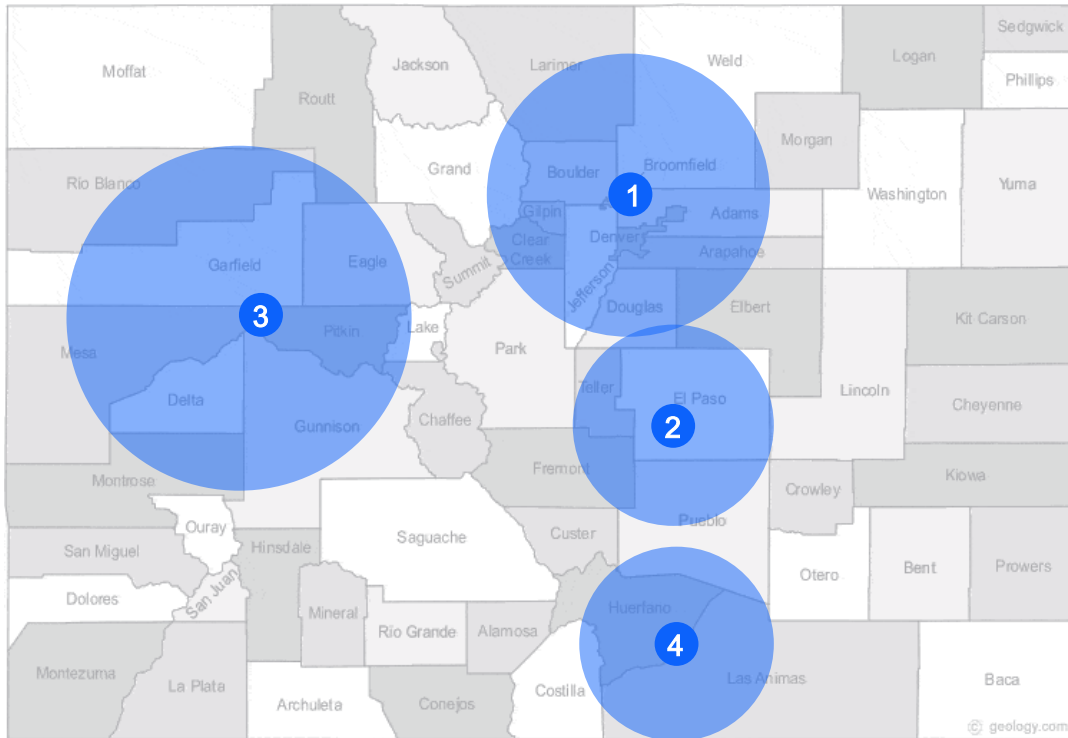 Sedgwick
Moffat
Jackson
Larimer
Weld
Logan
Phillips
Routt
Morgan
Grand
Boulder
Broomfield
Rio Blanco
Washington
Yuma
1
Gilpin
Adams
Denver
Clear
Creek
Arapahoe
Garfield
Eagle
Summit
Jefferson
Douglas
Elbert
3
Pitkin
Lake
Kit Carson
Mesa
Park
Lincoln
Teller
El Paso
Delta
Cheyenne
Chaffee
2
Gunnison
Fremont
Kiowa
Montrose
Crowley
Pueblo
Ouray
Saguache
Custer
Hinsdale
San Miguel
Otero
Bent
Prowers
San Juan
Dolores
Mineral
Huerfano
Rio Grande
Alamosa
4
Montezuma
La Plata
Las Animas
Baca
Costilla
Archuleta
Conejos
© geology.com